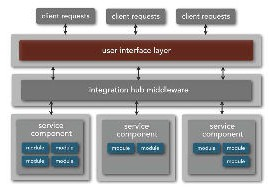 client requests client requests client requests
user interface layer
integration hub middleware
service service service
component component component
module module module module module module
module module module